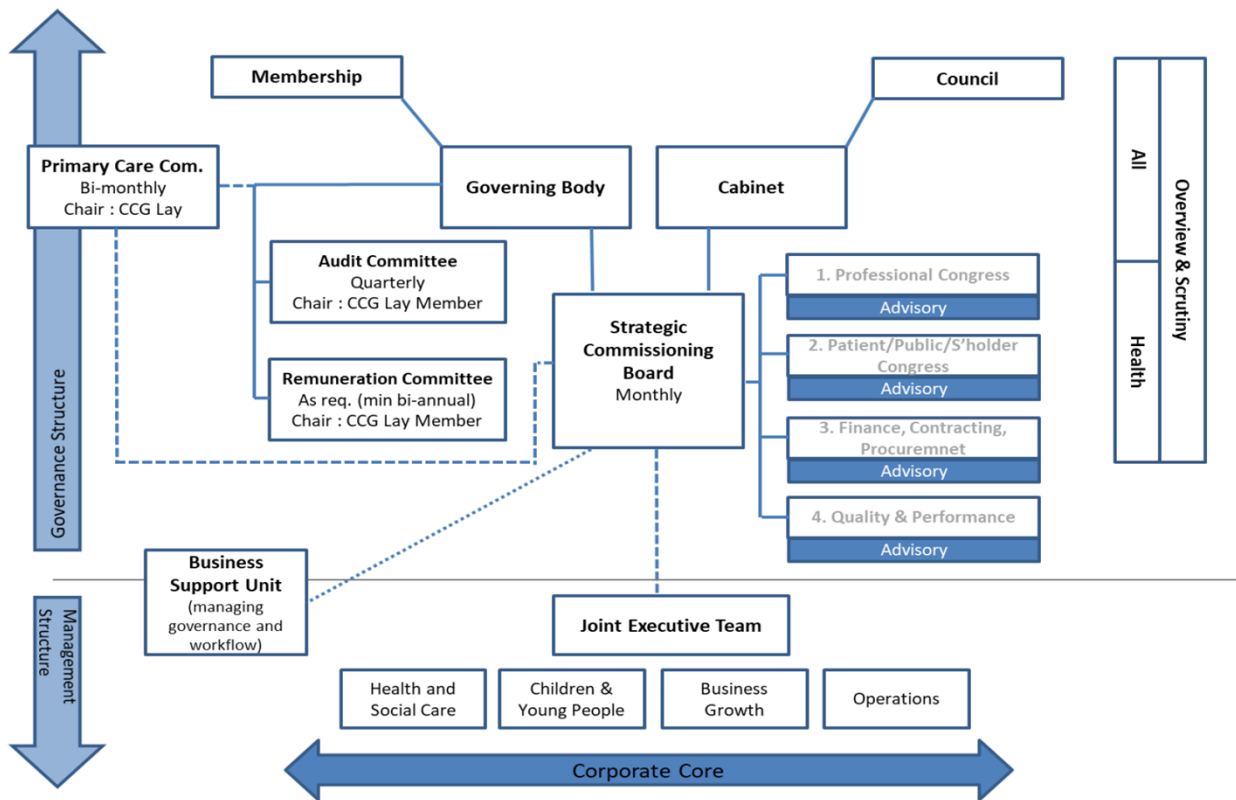 Membership
Council
Primary Care Com.
Bi-monthly
Chair : CCG Lay
Governing Body
Cabinet
All
Health
Overview & Scrutiny
Audit Committee
Quarterly
Chair : CCG Lay Member
Remuneration Committee
As req. (min bi-annual)
Chair : CCG Lay Member
Strategic
Commissioning
Board
Monthly
1. Professional Congress
Advisory
2. Patient/Public/S’holder
Congress
Advisory
3. Finance, Contracting,
Procuremnet
Advisory
4. Quality & Performance
Advisory
Governance Structure
Management
Structure
Business
Support Unit
(managing
governance and
workflow)
Joint Executive Team
Health and
Social Care
Children &
Young People
Business
Growth
Operations
Corporate Core